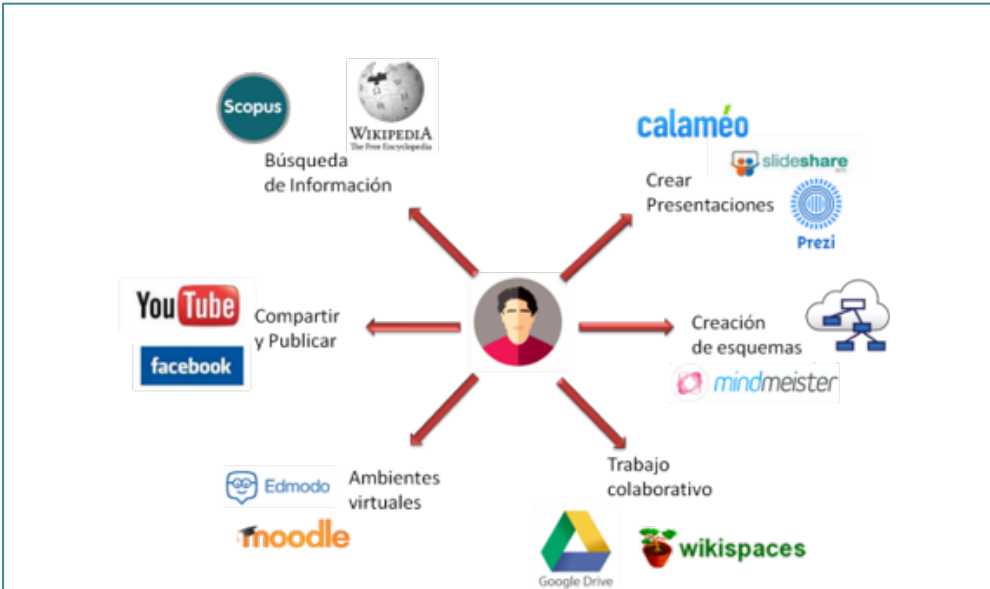 Scopus
WIKIPEDIA
The Free Encyclopedia
Búsqueda
de Información
calaméo
slideshare
Crear
Presentaciones
Prezi
YouTube
facebook
Compartir
y Publicar
Creación
de esquemas
mindmeister
Edmodo
moodle
Ambientes
virtuales
Trabajo
colaborativo
Google Drive
wikispaces